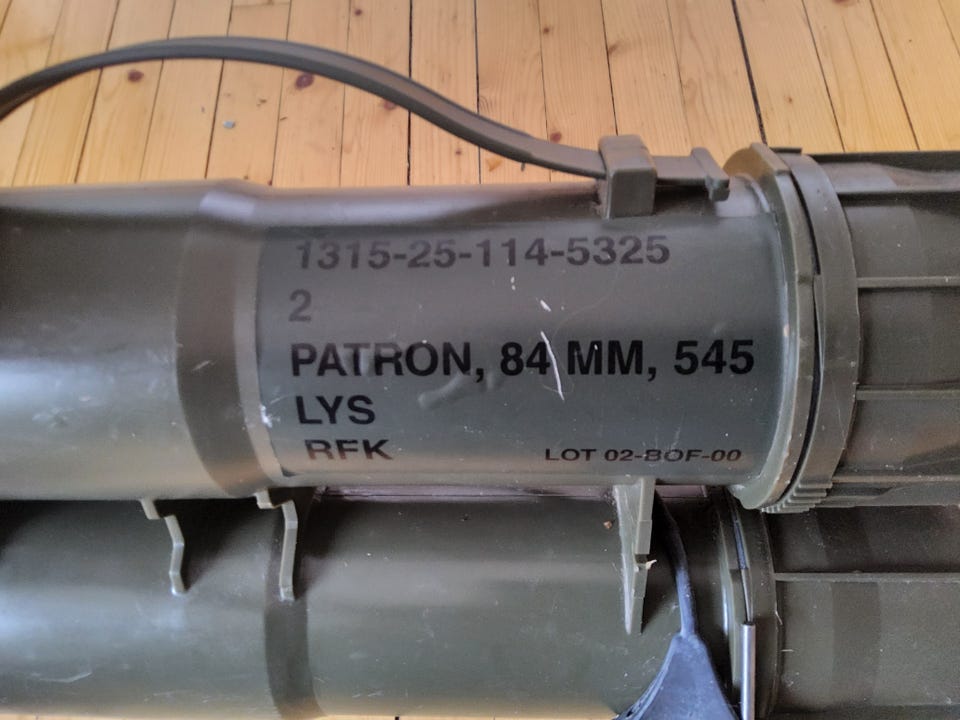 1315-25-114-5325
2
PATRON, 84 MM, 545
LYS
RFK LOT 02-BOF-00